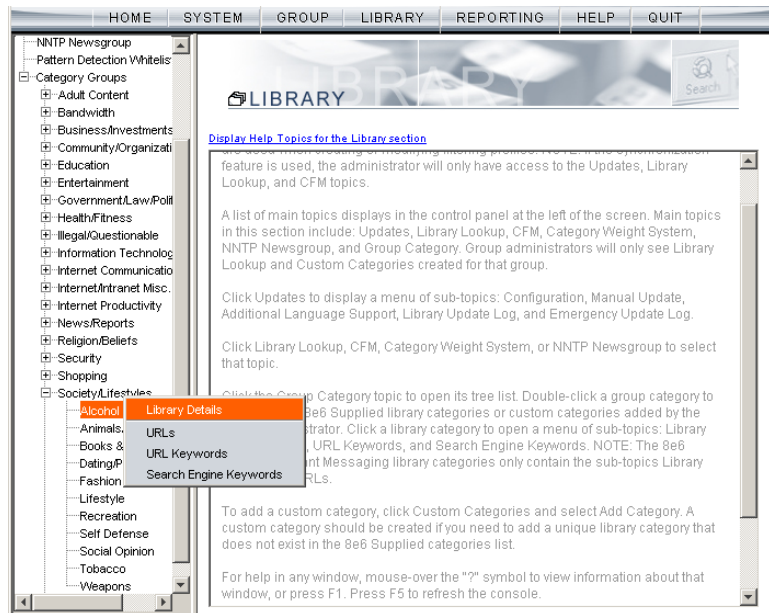 HOME SYSTEM GROUP LIBRARY REPORTING HELP QUIT
NNTP Newsgroup
Pattern Detection Whitelis
Category Groups
Adult Content
Bandwidth
Business/Investments
Community/Organizati
Education
Entertainment
Government/Law/Polit
Health/Fitness
Illegal/Questionable
Information Technolog
Internet Communicatio
Internet/Intranet Misc.
Internet Productivity
News/Reports
Religion/Beliefs
Security
Shopping
Society/Lifestyles
Alcohol
Animals
Books &
Dating/P
Fashion
Lifestyle
Recreation
Self Defense
Social Opinion
Tobacco
Weapons
Library Details
URLs
URL Keywords
Search Engine Keywords
LIBRARY
Search
LIBRARY
Display Help Topics for the Library section
feature is used, the administrator will only have access to the Updates, Library
Lookup, and CFM topics.
A list of main topics displays in the control panel at the left of the screen. Main topics
in this section include: Updates, Library Lookup, CFM, Category Weight System,
NNTP Newsgroup, and Group Category. Group administrators will only see Library
Lookup and Custom Categories created for that group.
Click Updates to display a menu of sub-topics: Configuration, Manual Update,
Additional Language Support, Library Update Log, and Emergency Update Log.
Click Library Lookup, CFM, Category Weight System, or NNTP Newsgroup to select
that topic.
Click the Group Category topic to open its tree list. Double-click a group category to
8e6 Supplied library categories or custom categories added by the
strator. Click a library category to open a menu of sub-topics: Library
, URL Keywords, and Search Engine Keywords. NOTE: The 8e6
nt Messaging library categories only contain the sub-topics Library
RLs.
To add a custom category, click Custom Categories and select Add Category. A
custom category should be created if you need to add a unique library category that
does not exist in the 8e6 Supplied categories list.
For help in any window, mouse-over the "?" symbol to view information about that
window, or press F1. Press F5 to refresh the console.